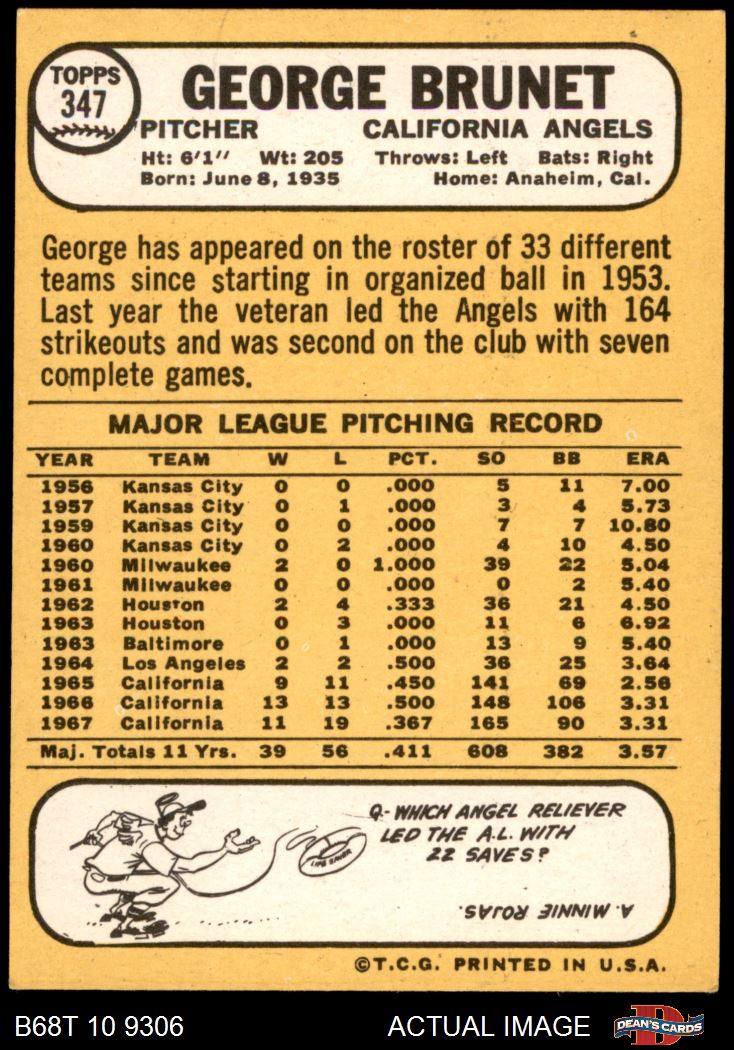 TOPPS
347
GEORGE BRUNET
PITCHER CALIFORNIA ANGELS
Ht: 6'1" Wt: 205 Throws: Left Bats: Right
Born: June 8, 1935 Home: Anaheim, Cal.
George has appeared on the roster of 33 different
teams since starting in organized ball in 1953.
Last year the veteran led the Angels with 164
strikeouts and was second on the club with seven
complete games.
MAJOR LEAGUE PITCHING RECORD
YEAR TEAM W L PCT. SO BB ERA
1956 Kansas City 0 0 .000 5 11 7.00
1957 Kansas City 0 1 .000 3 4 5.73
1959 Kansas City 0 0 .000 7 7 10.80
1960 Kansas City 0 2 .000 4 10 4.50
1960 Milwaukee 2 0 1.000 39 22 5.04
1961 Milwaukee 0 0 .000 0 2 5.40
1962 Houston 2 4 .333 36 21 4.50
1963 Houston 0 3 .000 11 6 6.92
1963 Baltimore 0 1 .000 13 9 5.40
1964 Los Angeles 2 2 .500 36 25 3.64
1965 California 9 11 .450 141 69 2.56
1966 California 13 13 .500 148 106 3.31
1967 California 11 19 .367 165 90 3.31
Maj. Totals 11 Yrs. 39 56 .411 608 382 3.57
Q- WHICH ANGEL RELIEVER
LED THE A.L. WITH
22 SAVES?
LIFE SAVER
A. MINNIE ROJAS.
©T.C.G. PRINTED IN U.S.A.
B68T 10 9306 ACTUAL IMAGE
D
DEAN'S CARDS